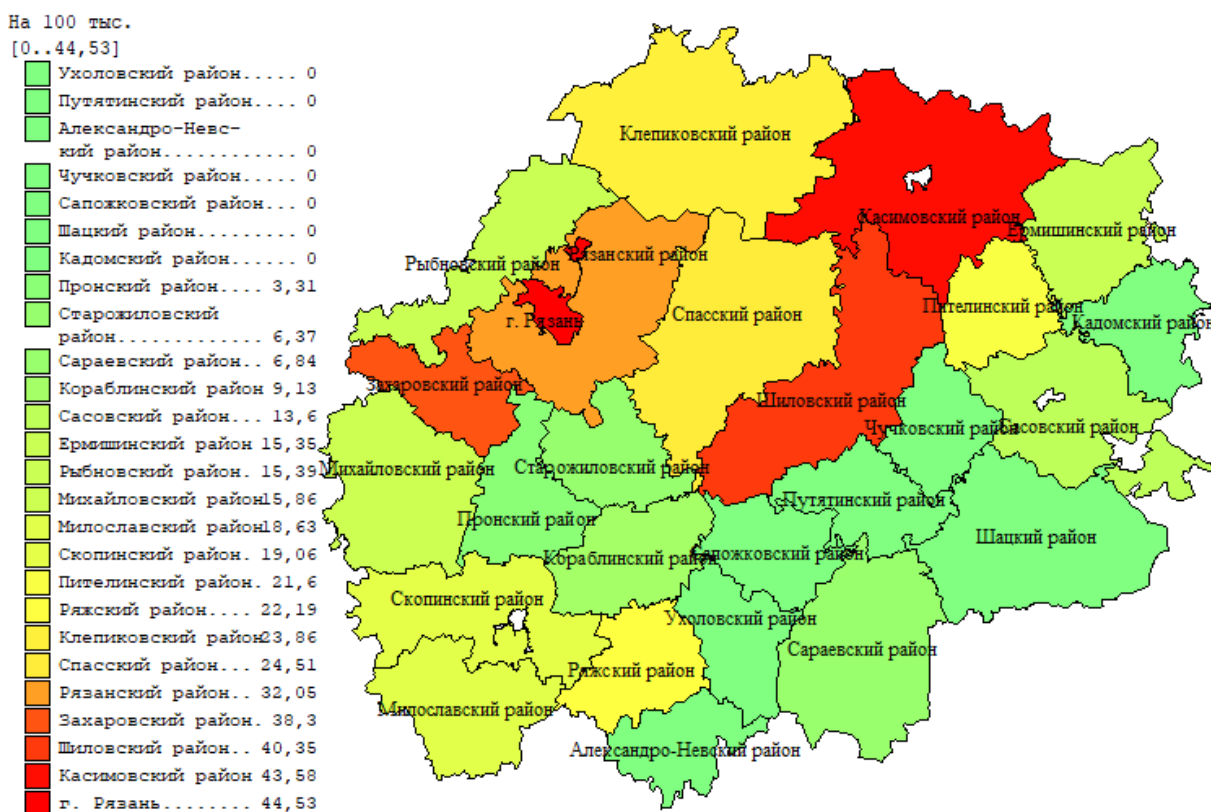 На 100 тыс.
[0..44,53]
Ухоловский район..... 0
Путятинский район.... 0
Александро-Невс-
кий район............ 0
Чучковский район..... 0
Сапожковский район... 0
Шацкий район......... 0
Кадомский район...... 0
Пронский район.... 3,31
Старожиловский
район............. 6,37
Сараевский район.. 6,84
Кораблинский район 9,13
Сасовский район... 13,6
Ермишинский район 15,35
Рыбновский район. 15,39
Михайловский район15,86
Милославский район18,63
Скопинский район. 19,06
Пителинский район. 21,6
Ряжский район.... 22,19
Клепиковский район23,86
Спасский район... 24,51
Рязанский район.. 32,05
Захаровский район. 38,3
Шиловский район.. 40,35
Касимовский район 43,58
г. Рязань........ 44,53
Клепиковский район
Касимовский район
Ермишинский район
Рыбновский район
Рязанский район
г. Рязань
Спасский район
Пителинский район
Кадомский район
Захаровский район
Шиловский район
Чучковский район
Сасовский район
Михайловский район
Старожиловский район
Путятинский район
Пронский район
Шацкий район
Кораблинский район
Сапожковский район
Скопинский район
Ухоловский район
Сараевский район
Ряжский район
Милославский район
Александро-Невский район